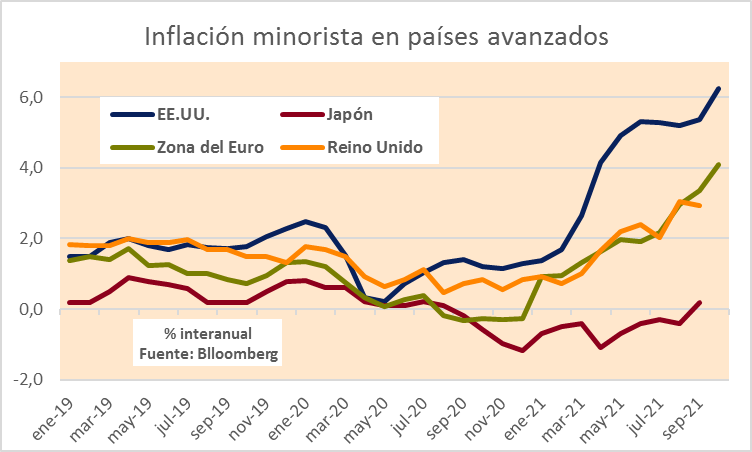 Inflación minorista en países avanzados
6,0
4,0
2,0
0,0
-2,0
EE.UU.
Japón
Zona del Euro
Reino Unido
% interanual
Fuente: Blloomberg
ene-19
mar-19
may-19
jul-19
sep-19
nov-19
ene-20
mar-20
may-20
jul-20
sep-20
nov-20
ene-21
mar-21
may-21
jul-21
sep-21